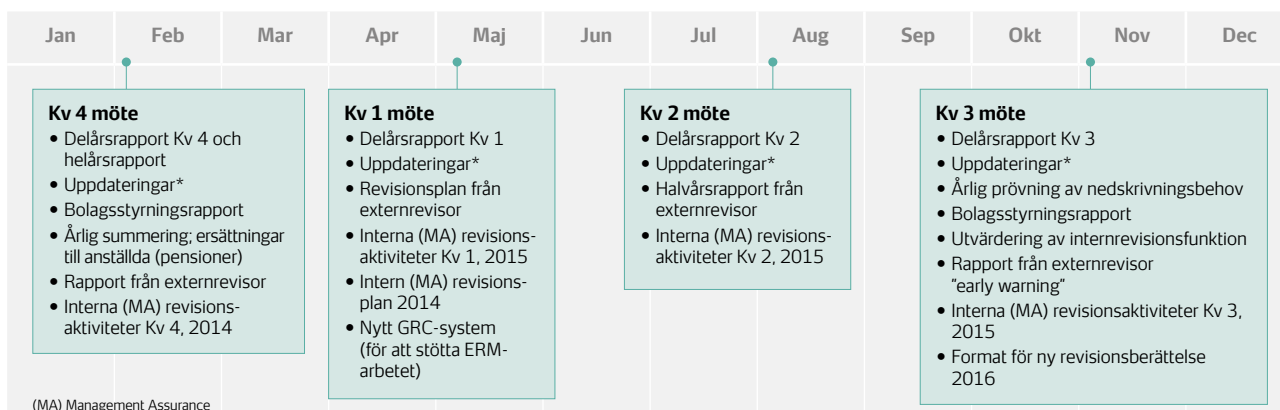 Jan Feb Mar Apr Maj Jun Jul Aug Sep Okt Nov Dec
Kv 4 möte
• Delårsrapport Kv 4 och
helårsrapport
• Uppdateringar*
• Bolagsstyrningsrapport
• Årlig summering; ersättningar
till anställda (pensioner)
• Rapport från externrevisor
• Interna (MA) revisions-
aktiviteter Kv 4, 2014
Kv 1 möte
• Delårsrapport Kv 1
• Uppdateringar*
• Revisionsplan från
externrevisor
• Interna (MA) revisions-
aktiviteter Kv 1, 2015
• Intern (MA) revisions-
plan 2014
• Nytt GRC-system
(för att stötta ERM-
arbetet)
Kv 2 möte
• Delårsrapport Kv 2
• Uppdateringar*
• Halvårsrapport från
externrevisor
• Interna (MA) revisions-
aktiviteter Kv 2, 2015
Kv 3 möte
• Delårsrapport Kv 3
• Uppdateringar*
• Årlig prövning av nedskrivningsbehov
• Bolagsstyrningsrapport
• Utvärdering av internrevisionsfunktion
• Rapport från externrevisor
"early warning"
• Interna (MA) revisionsaktiviteter Kv 3,
2015
• Format för ny revisionsberättelse
2016
(MA) Management Assurance